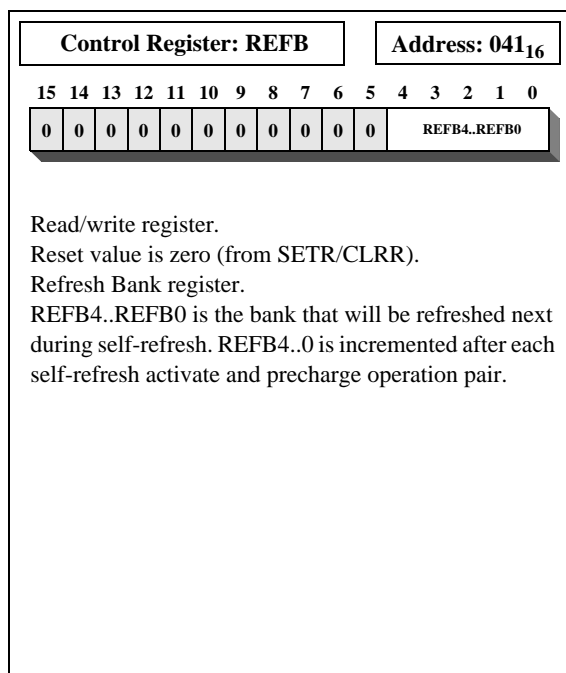 Control Register: REFB Address: 041₁₆
15 14 13 12 11 10 9 8 7 6 5 4 3 2 1 0
0 0 0 0 0 0 0 0 0 0 0 REFB4..REFB0
Read/write register.
Reset value is zero (from SETR/CLRR).
Refresh Bank register.
REFB4..REFB0 is the bank that will be refreshed next
during self-refresh. REFB4..0 is incremented after each
self-refresh activate and precharge operation pair.